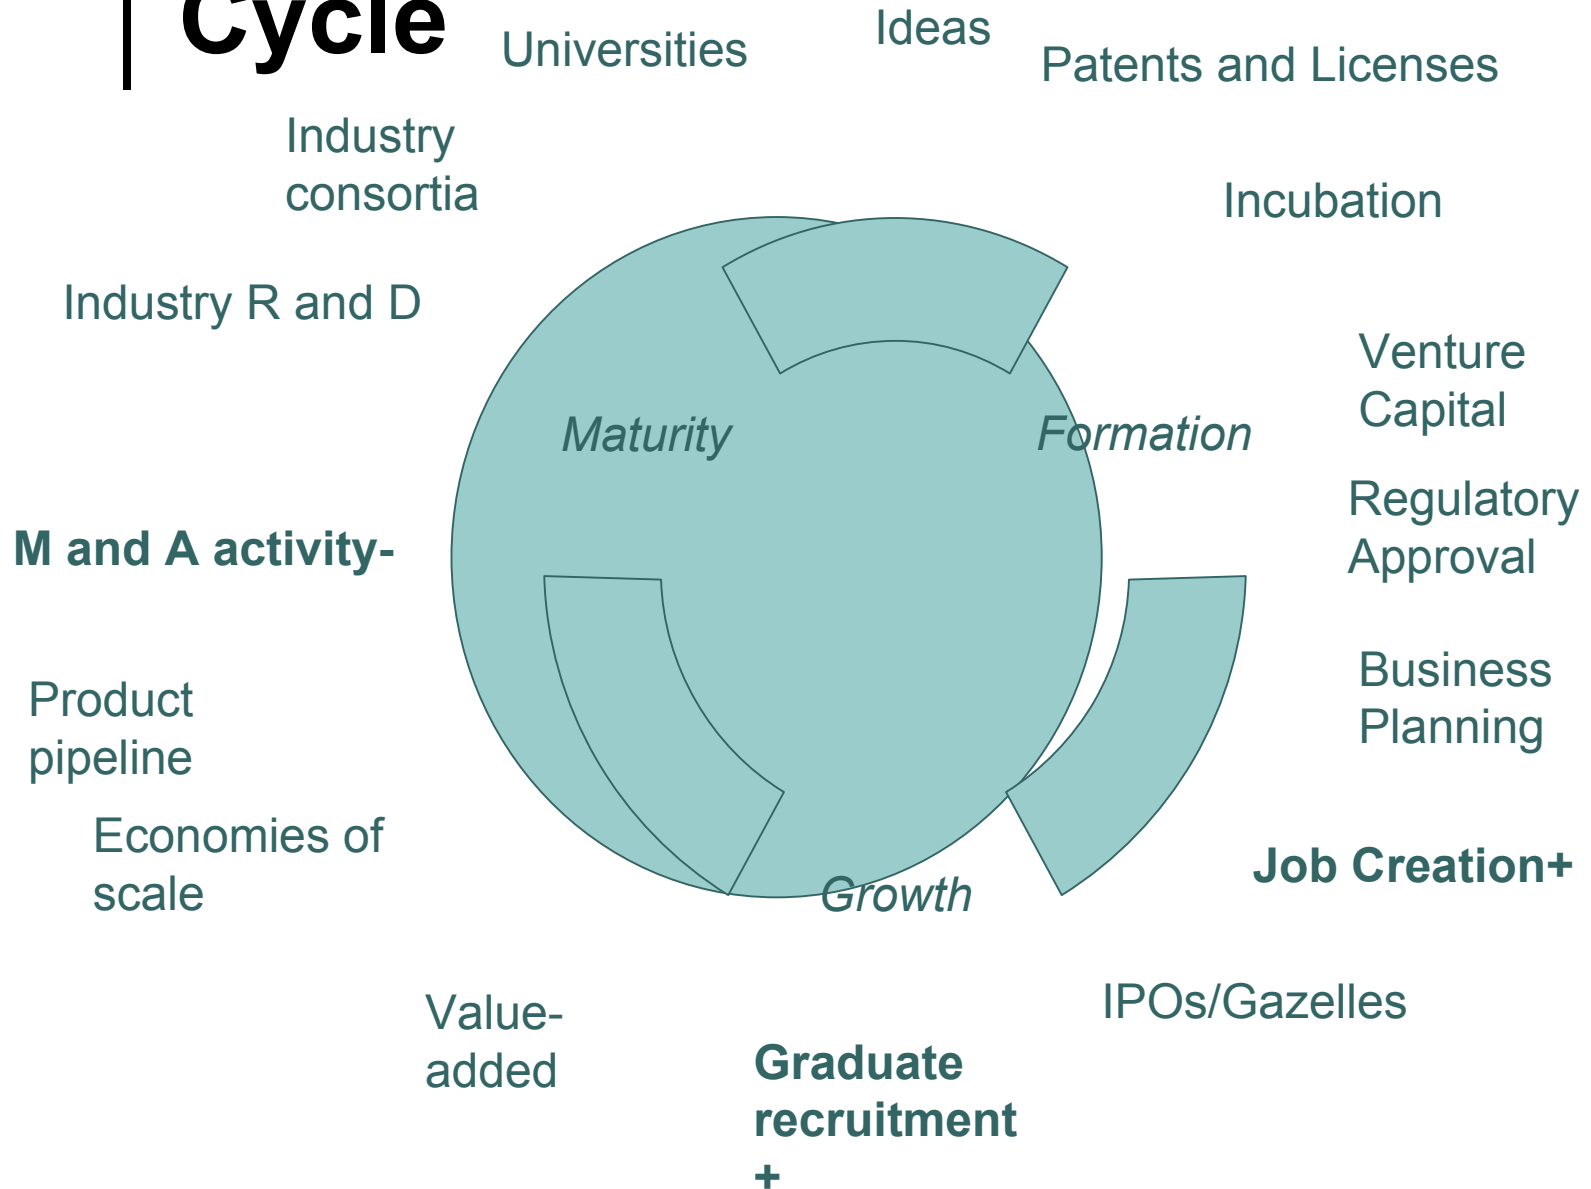 Cycle
Universities
Ideas
Patents and Licenses
Industry
consortia
Incubation
Industry R and D
Venture
Capital
Maturity
Formation
Regulatory
Approval
M and A activity-
Business
Planning
Product
pipeline
Economies of
scale
Job Creation+
Growth
IPOs/Gazelles
Value-
added
Graduate
recruitment
+